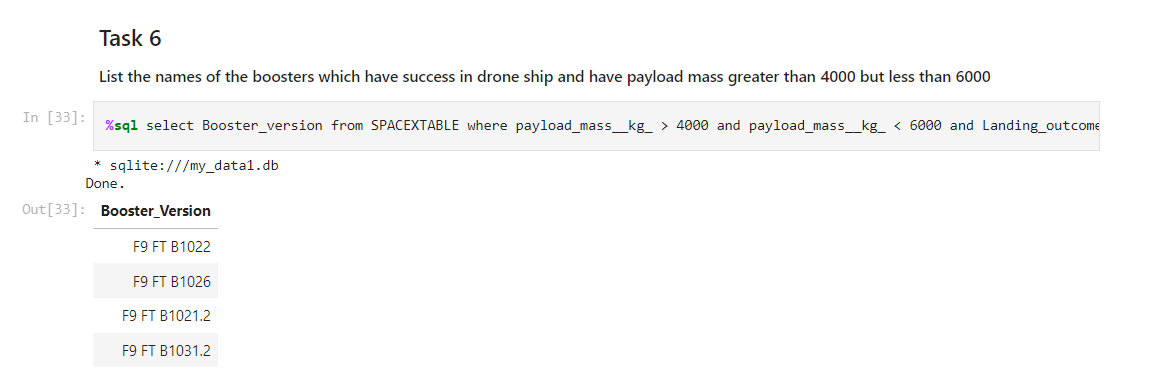 Task 6
List the names of the boosters which have success in drone ship and have payload mass greater than 4000 but less than 6000
In [33]: %sql select Booster_version from SPACEXTABLE where payload_mass__kg_ > 4000 and payload_mass__kg_ < 6000 and Landing_outcome
* sqlite:///my_data1.db
Done.
Out[33]: Booster_Version
F9 FT B1022
F9 FT B1026
F9 FT B1021.2
F9 FT B1031.2